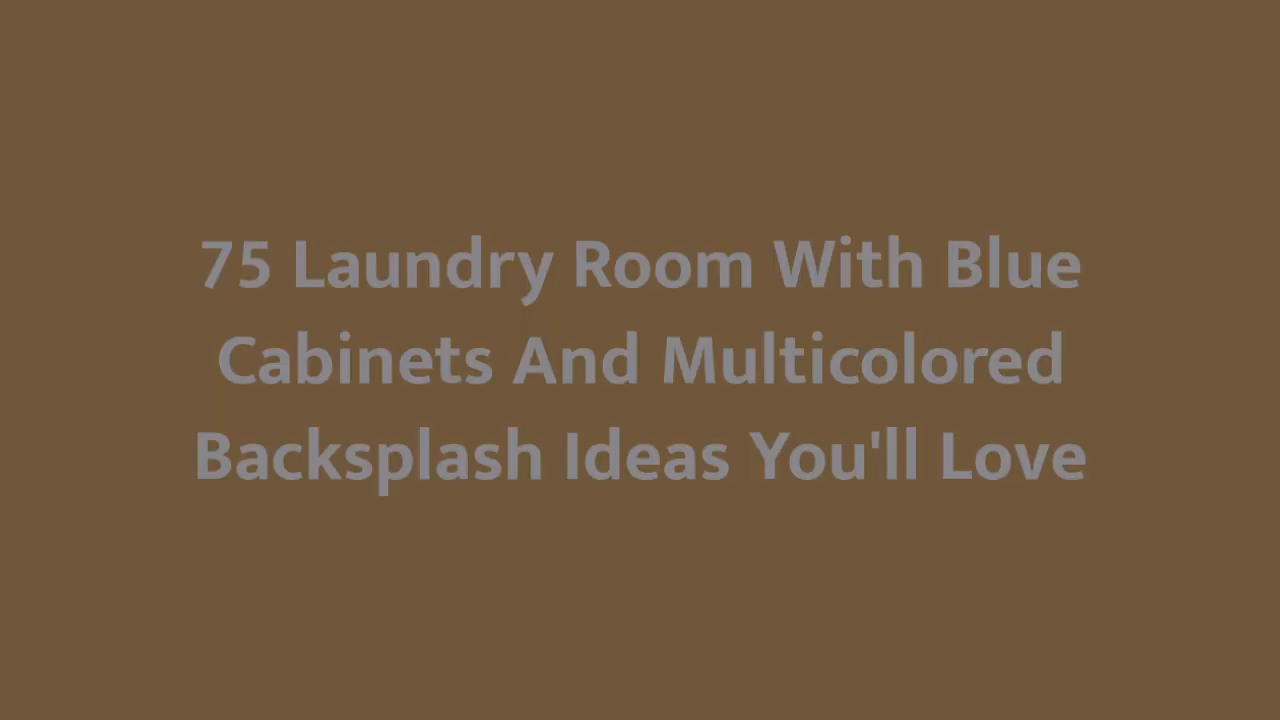 75 Laundry Room With Blue
Cabinets And Multicolored
Backsplash Ideas You'll Love